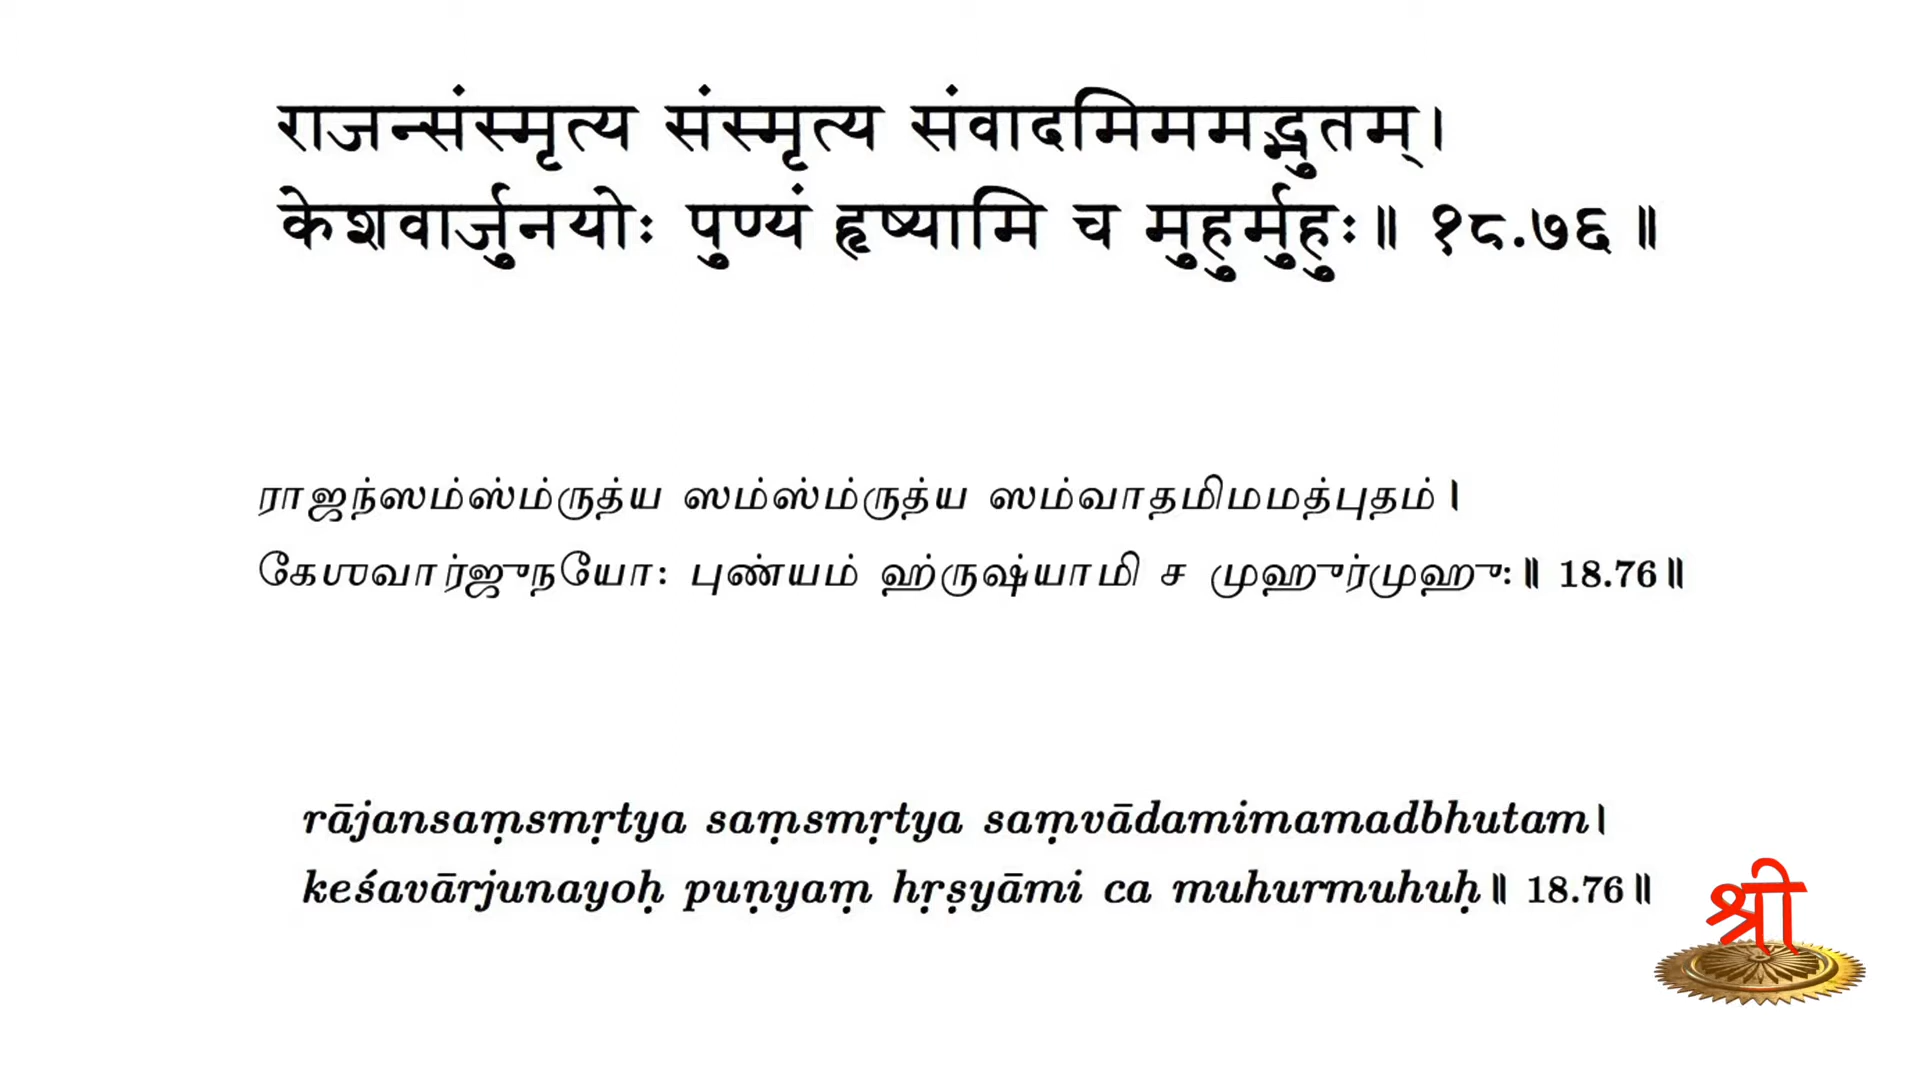 राजन्संस्मृत्य संस्मृत्य संवादमिममद्भुतम्।
केशवार्जुनयोः पुण्यं हृष्यामि च मुहुर्मुहुः॥ १८.७६॥
ராஜந்ஸம்ஸ்ம்ருத்ய ஸம்ஸ்ம்ருத்ய ஸம்வாதமிமமத்புதம்।
கேஶவார்ஜுநயோ: புண்யம் ஹ்ருஷ்யாமி ச முஹுர்முஹு:॥ 18.76॥
rājansaṃsmṛtya saṃsmṛtya saṃvādamimamadbhutam।
keśavārjunayoḥ puṇyaṃ hṛṣyāmi ca muhurmuhuḥ॥ 18.76॥
श्री